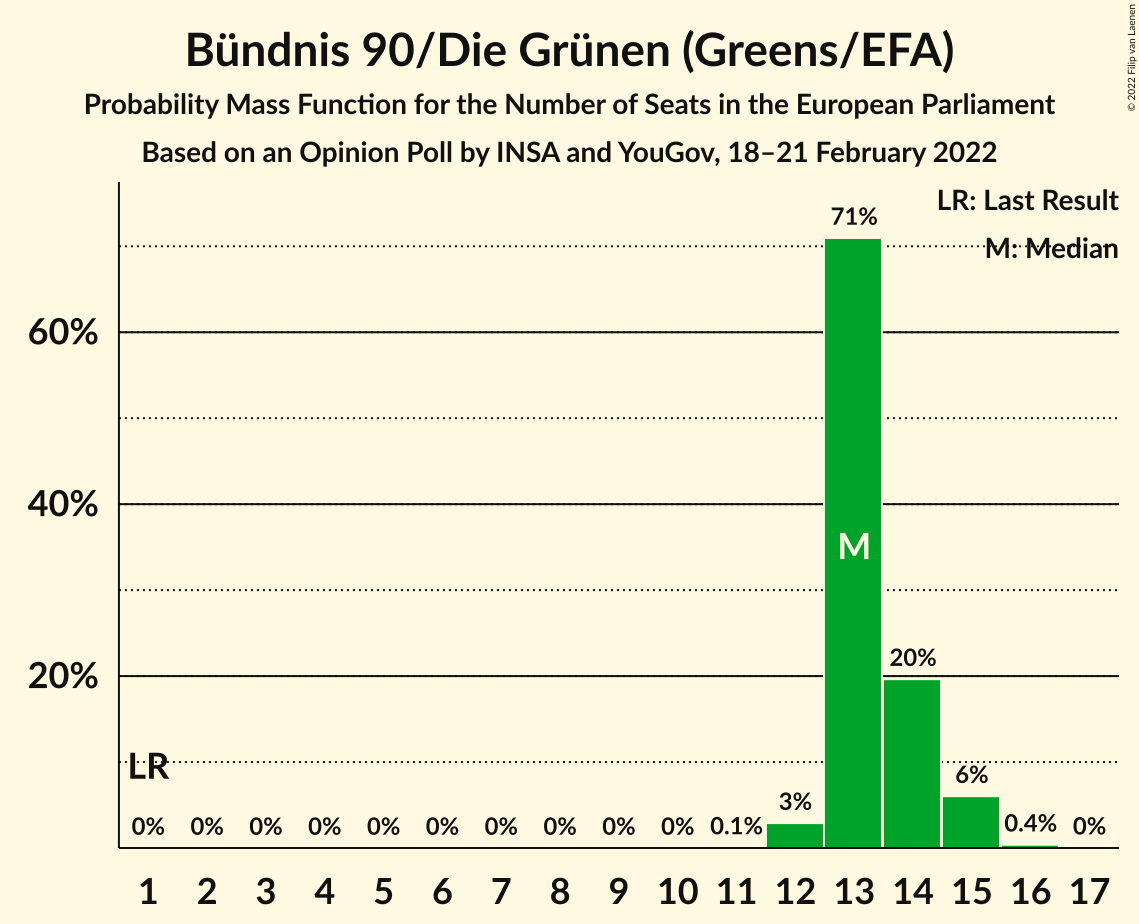 Bündnis 90/Die Grünen (Greens/EFA)
Probability Mass Function for the Number of Seats in the European Parliament
Based on an Opinion Poll by INSA and YouGov, 18–21 February 2022
© 2022 Filip van Laenen
LR: Last Result
M: Median
71%
60%
40%
M
20%
20%
LR
6%
3%
0% 0% 0% 0% 0% 0% 0% 0% 0% 0% 0.1% 0.4% 0%
1 2 3 4 5 6 7 8 9 10 11 12 13 14 15 16 17